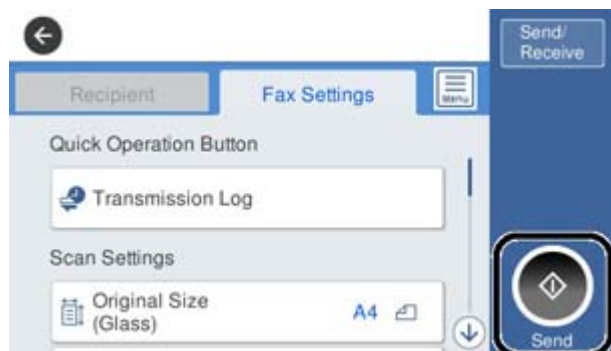 Send/
Receive
Recipient
Fax Settings
Menu
Quick Operation Button
Transmission Log
Scan Settings
Original Size
(Glass)
A4
Send